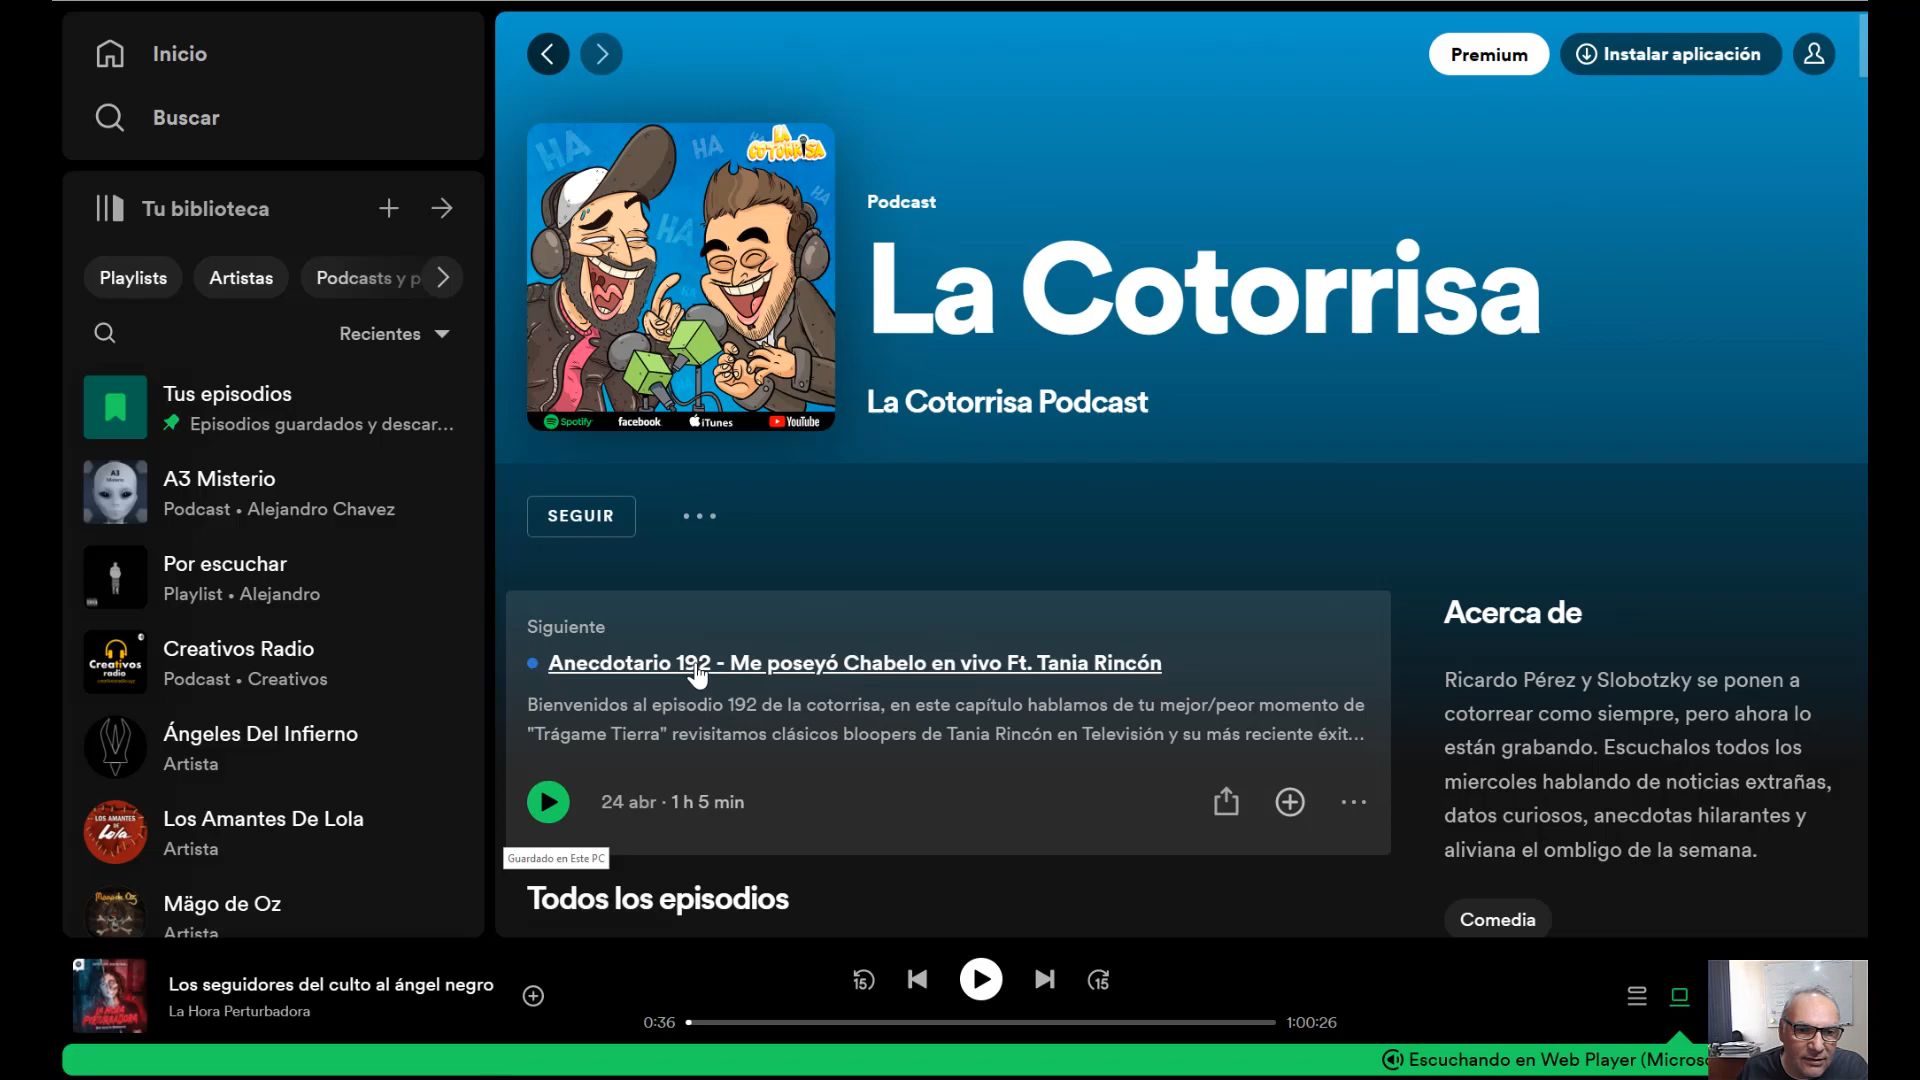 Inicio
Buscar
Tu biblioteca
Playlists
Artistas
Podcasts y p
Recientes
Tus episodios
Episodios guardados y descar...
A3 Misterio
Podcast • Alejandro Chavez
Por escuchar
Playlist • Alejandro
Creativos Radio
Podcast • Creativos
Ángeles Del Infierno
Artista
Los Amantes De Lola
Artista
Mägo de Oz
Artista
Premium
Instalar aplicación
HA
HA
HA
HA
LA COTORRISA
Spotify
facebook
iTunes
YouTube
Podcast
La Cotorrisa
La Cotorrisa Podcast
SEGUIR
Siguiente
Anecdotario 192 - Me poseyó Chabelo en vivo Ft. Tania Rincón
Bienvenidos al episodio 192 de la cotorrisa, en este capítulo hablamos de tu mejor/peor momento de
"Trágame Tierra" revisitamos clásicos bloopers de Tania Rincón en Televisión y su más reciente éxit...
24 abr · 1 h 5 min
Guardado en Este PC
Todos los episodios
Acerca de
Ricardo Pérez y Slobotzky se ponen a
cotorrear como siempre, pero ahora lo
están grabando. Escuchalos todos los
miercoles hablando de noticias extrañas,
datos curiosos, anecdotas hilarantes y
aliviana el ombligo de la semana.
Comedia
Los seguidores del culto al ángel negro
La Hora Perturbadora
15
15
0:36
1:00:26
Escuchando en Web Player (Microso